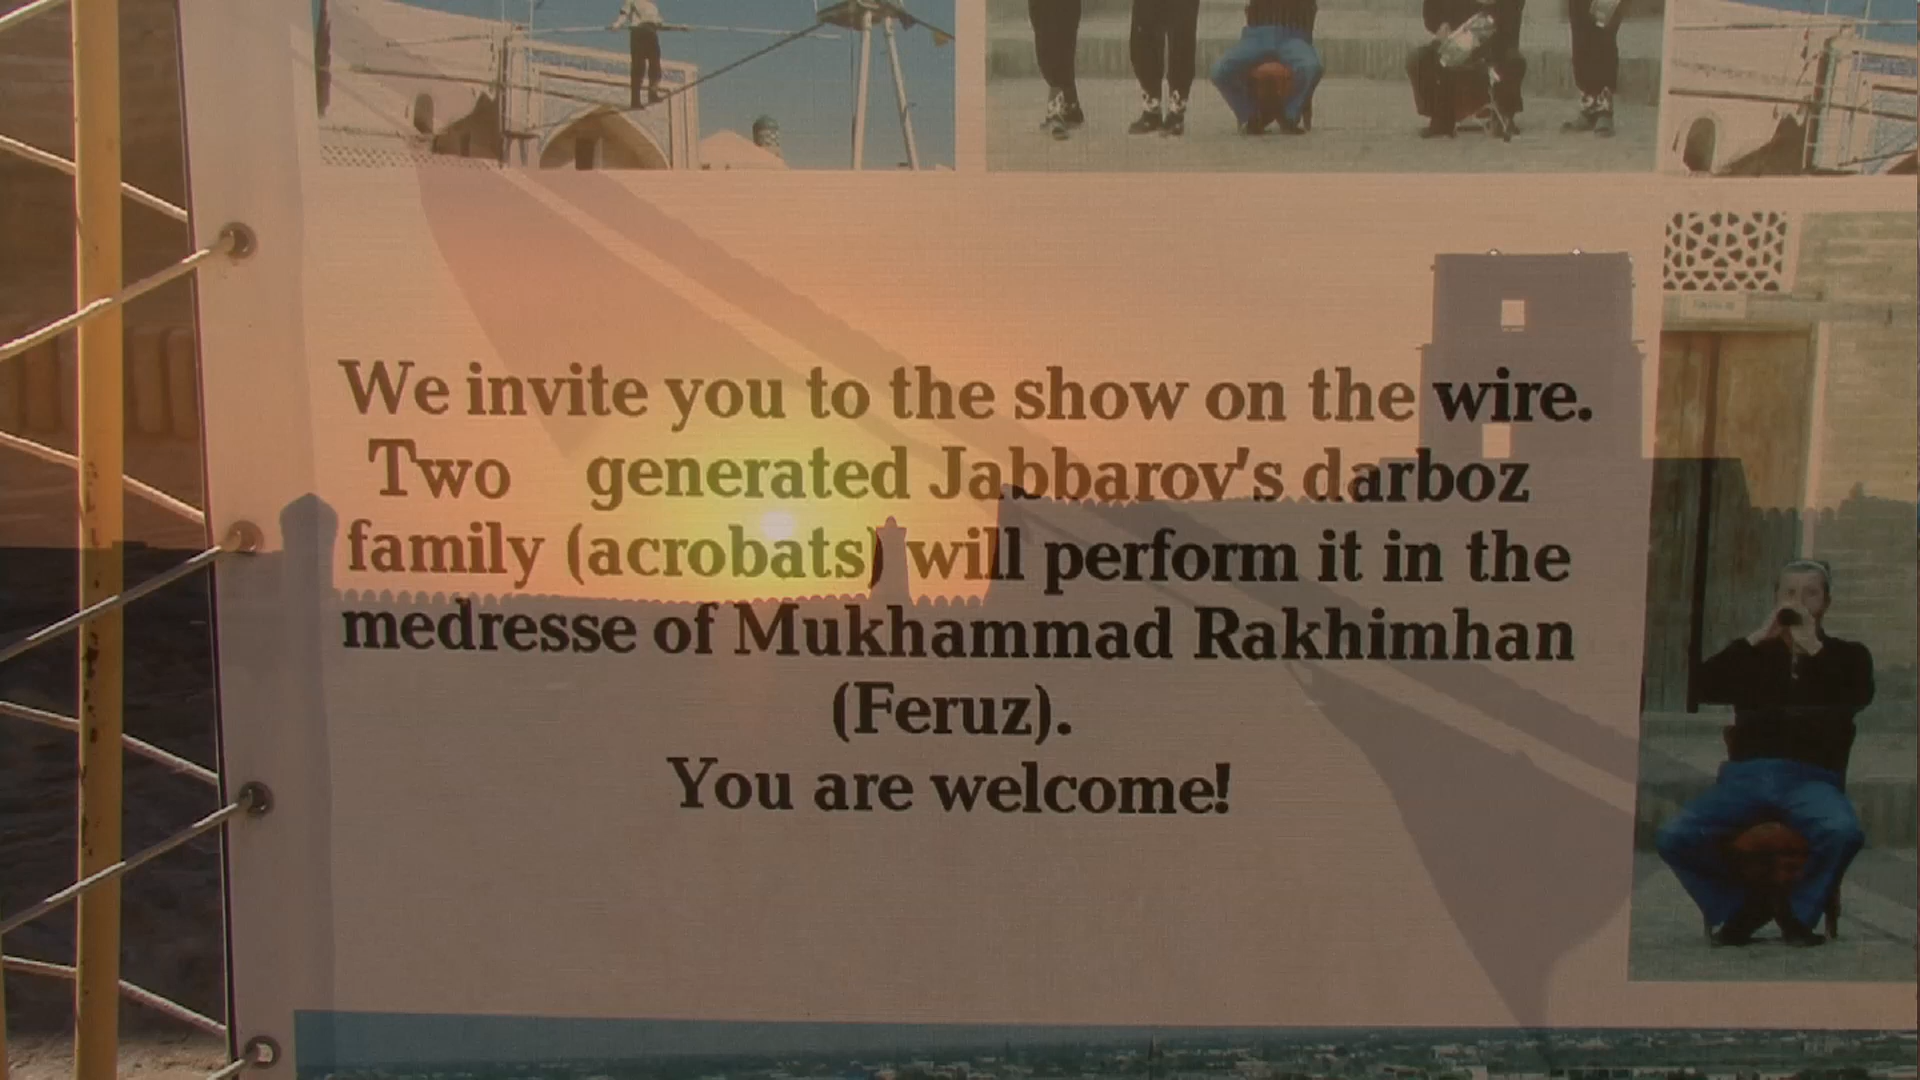 We invite you to the show on the wire.
Two generated Jabbarov's darboz
family (acrobats) will perform it in the
medresse of Mukhammad Rakhimhan
(Feruz).
You are welcome!